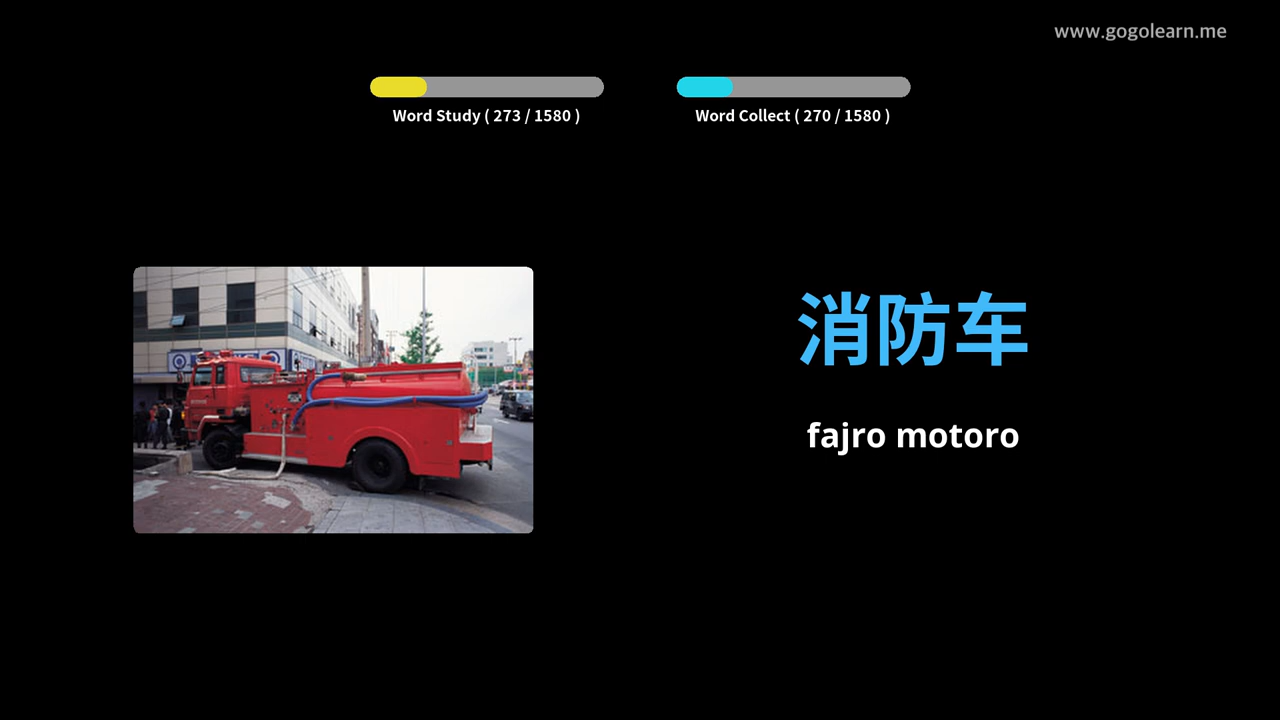 www.gogolearn.me
Word Study ( 273 / 1580 )
Word Collect ( 270 / 1580 )
消防车
fajro motoro